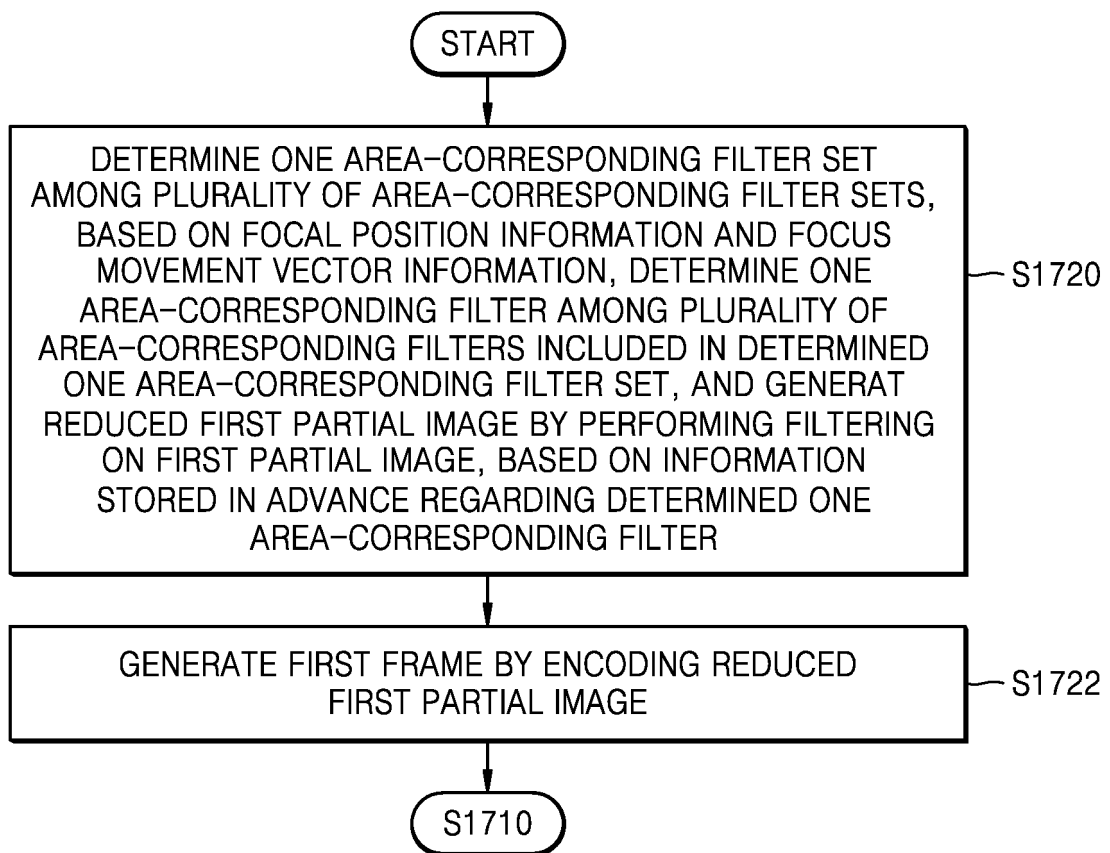 START
DETERMINE ONE AREA-CORRESPONDING FILTER SET
AMONG PLURALITY OF AREA-CORRESPONDING FILTER SETS,
BASED ON FOCAL POSITION INFORMATION AND FOCUS
MOVEMENT VECTOR INFORMATION, DETERMINE ONE
AREA-CORRESPONDING FILTER AMONG PLURALITY OF
AREA-CORRESPONDING FILTERS INCLUDED IN DETERMINED
ONE AREA-CORRESPONDING FILTER SET, AND GENERAT
REDUCED FIRST PARTIAL IMAGE BY PERFORMING FILTERING
ON FIRST PARTIAL IMAGE, BASED ON INFORMATION
STORED IN ADVANCE REGARDING DETERMINED ONE
AREA-CORRESPONDING FILTER
S1720
GENERATE FIRST FRAME BY ENCODING REDUCED
FIRST PARTIAL IMAGE
S1722
S1710